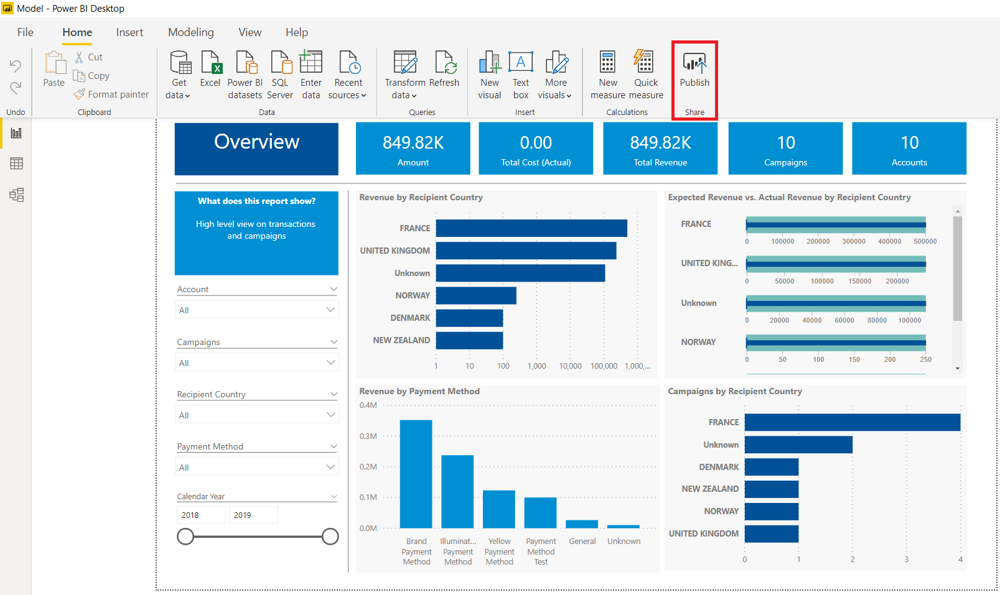 Model - Power BI Desktop
File Home Insert Modeling View Help
Undo
Paste
Cut
Copy
Format painter
Clipboard
Get data
Excel
Power BI datasets
SQL Server
Enter data
Recent sources
Data
Transform data
Refresh
Queries
New visual
A
Text box
More visuals
Insert
New measure
Quick measure
Calculations
Publish
Share
Overview
849.82K
Amount
0.00
Total Cost (Actual)
849.82K
Total Revenue
10
Campaigns
10
Accounts
What does this report show?
High level view on transactions
and campaigns
Account
All
Campaigns
All
Recipient Country
All
Payment Method
All
Calendar Year
2018 2019
Revenue by Recipient Country
FRANCE
UNITED KINGDOM
Unknown
NORWAY
DENMARK
NEW ZEALAND
1 10 100 1,000 10,000 100,000 1,000,...
Expected Revenue vs. Actual Revenue by Recipient Country
FRANCE
0 100000 200000 300000 400000 500000
UNITED KING...
0 50000 100000 150000 200000
Unknown
0 20000 40000 60000 80000 100000
NORWAY
0 50 100 150 200 250
Revenue by Payment Method
0.4M
0.3M
0.2M
0.1M
0.0M
Brand Payment Method
Illuminat... Payment Method
Yellow Payment Method
Payment Method Test
General
Unknown
Campaigns by Recipient Country
FRANCE
Unknown
DENMARK
NEW ZEALAND
NORWAY
UNITED KINGDOM
0 1 2 3 4